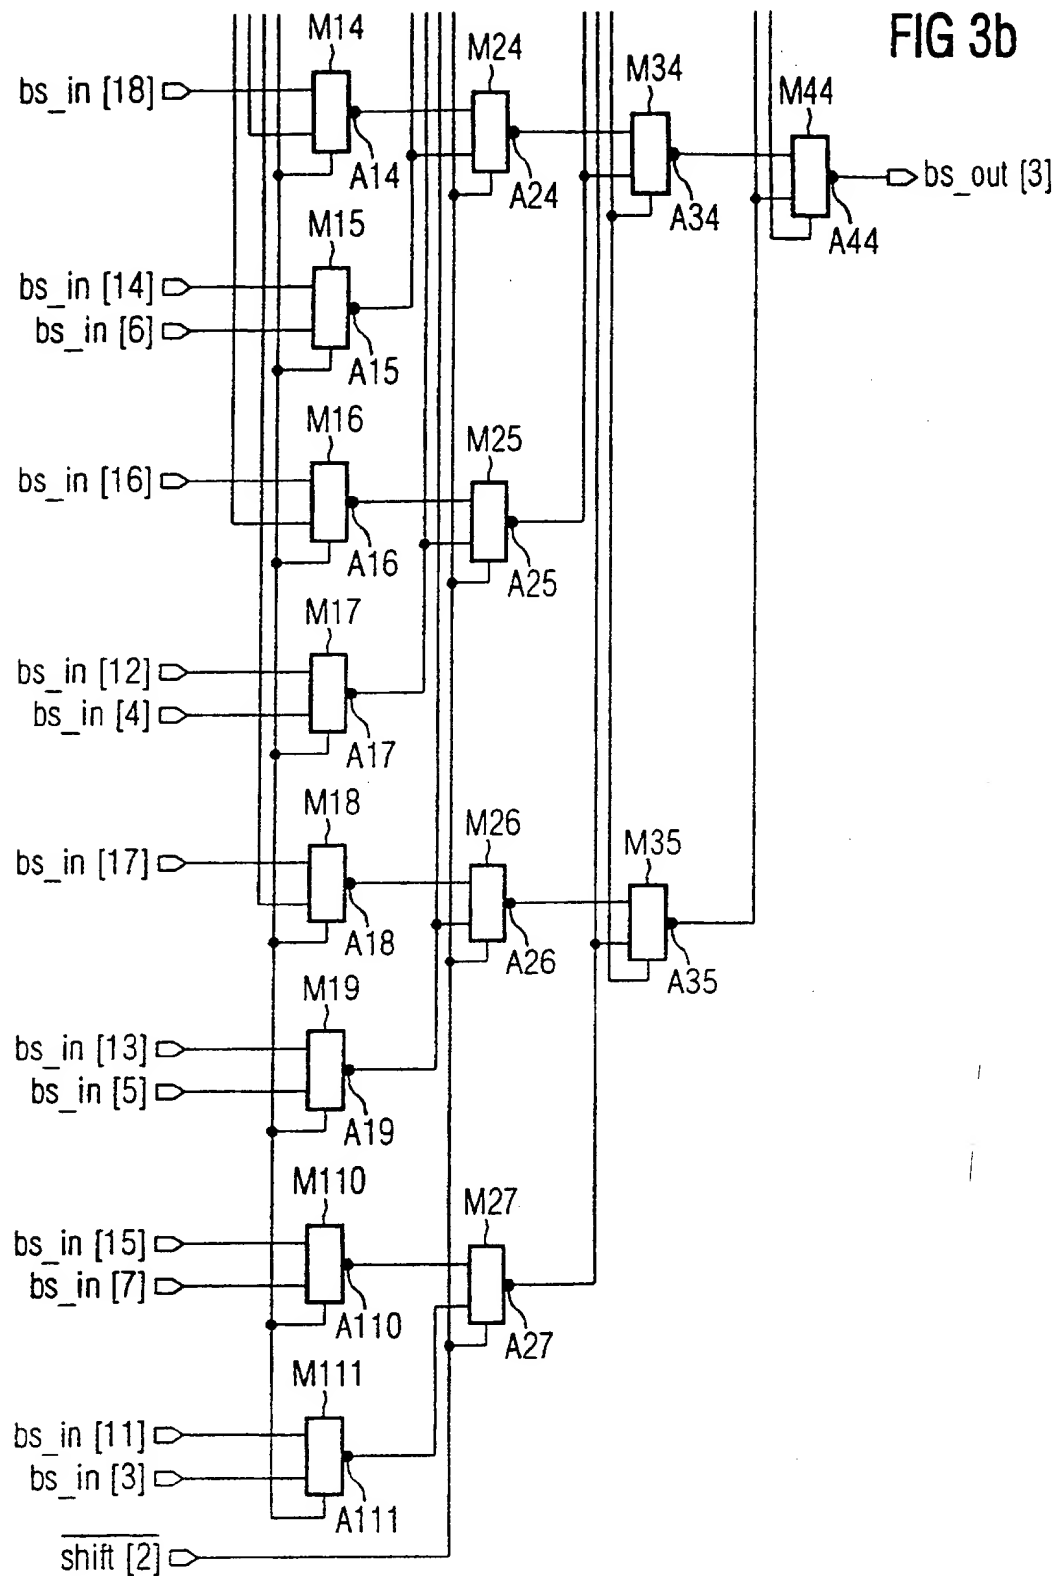 FIG 3b
M14
M24
M34
M44
bs_in [18]
A14
A24
A34
A44
bs_out [3]
M15
bs_in [14]
bs_in [6]
A15
M16
M25
bs_in [16]
A16
A25
M17
bs_in [12]
bs_in [4]
A17
M18
M26
M35
bs_in [17]
A18
A26
A35
M19
bs_in [13]
bs_in [5]
A19
M110
M27
bs_in [15]
bs_in [7]
A110
A27
M111
bs_in [11]
bs_in [3]
A111
shift [2]